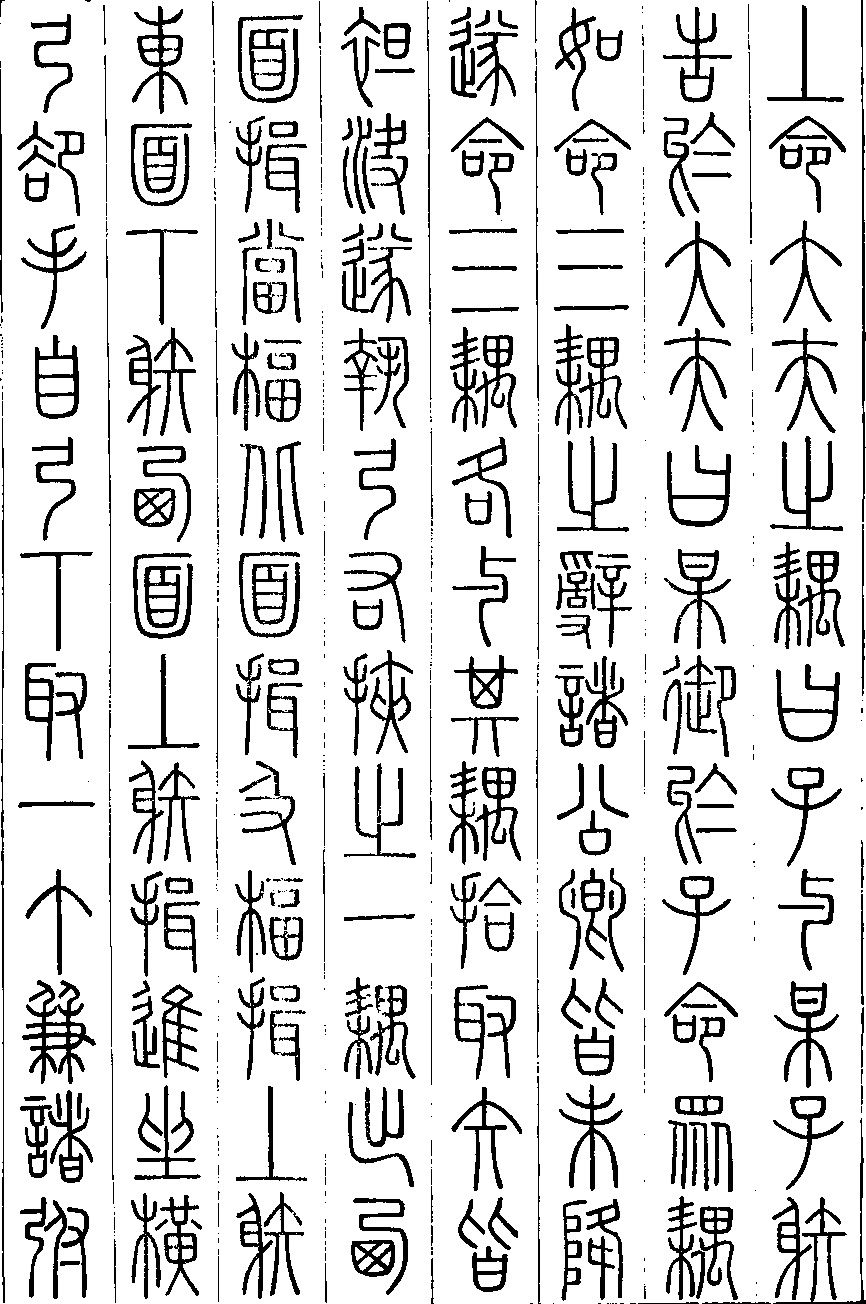 上命大夫之耦曰子与某子射
告於大夫曰某御於子命眾耦
如命三耦之辭諸公卿皆未降
遂命三耦各与其耦拾取矢皆
袒決遂執弓右挾之一耦出西
面揖當楅北面揖及楅揖上射
東面下射西面上射揖進坐橫
弓卻手自弓下取一个兼諸弣